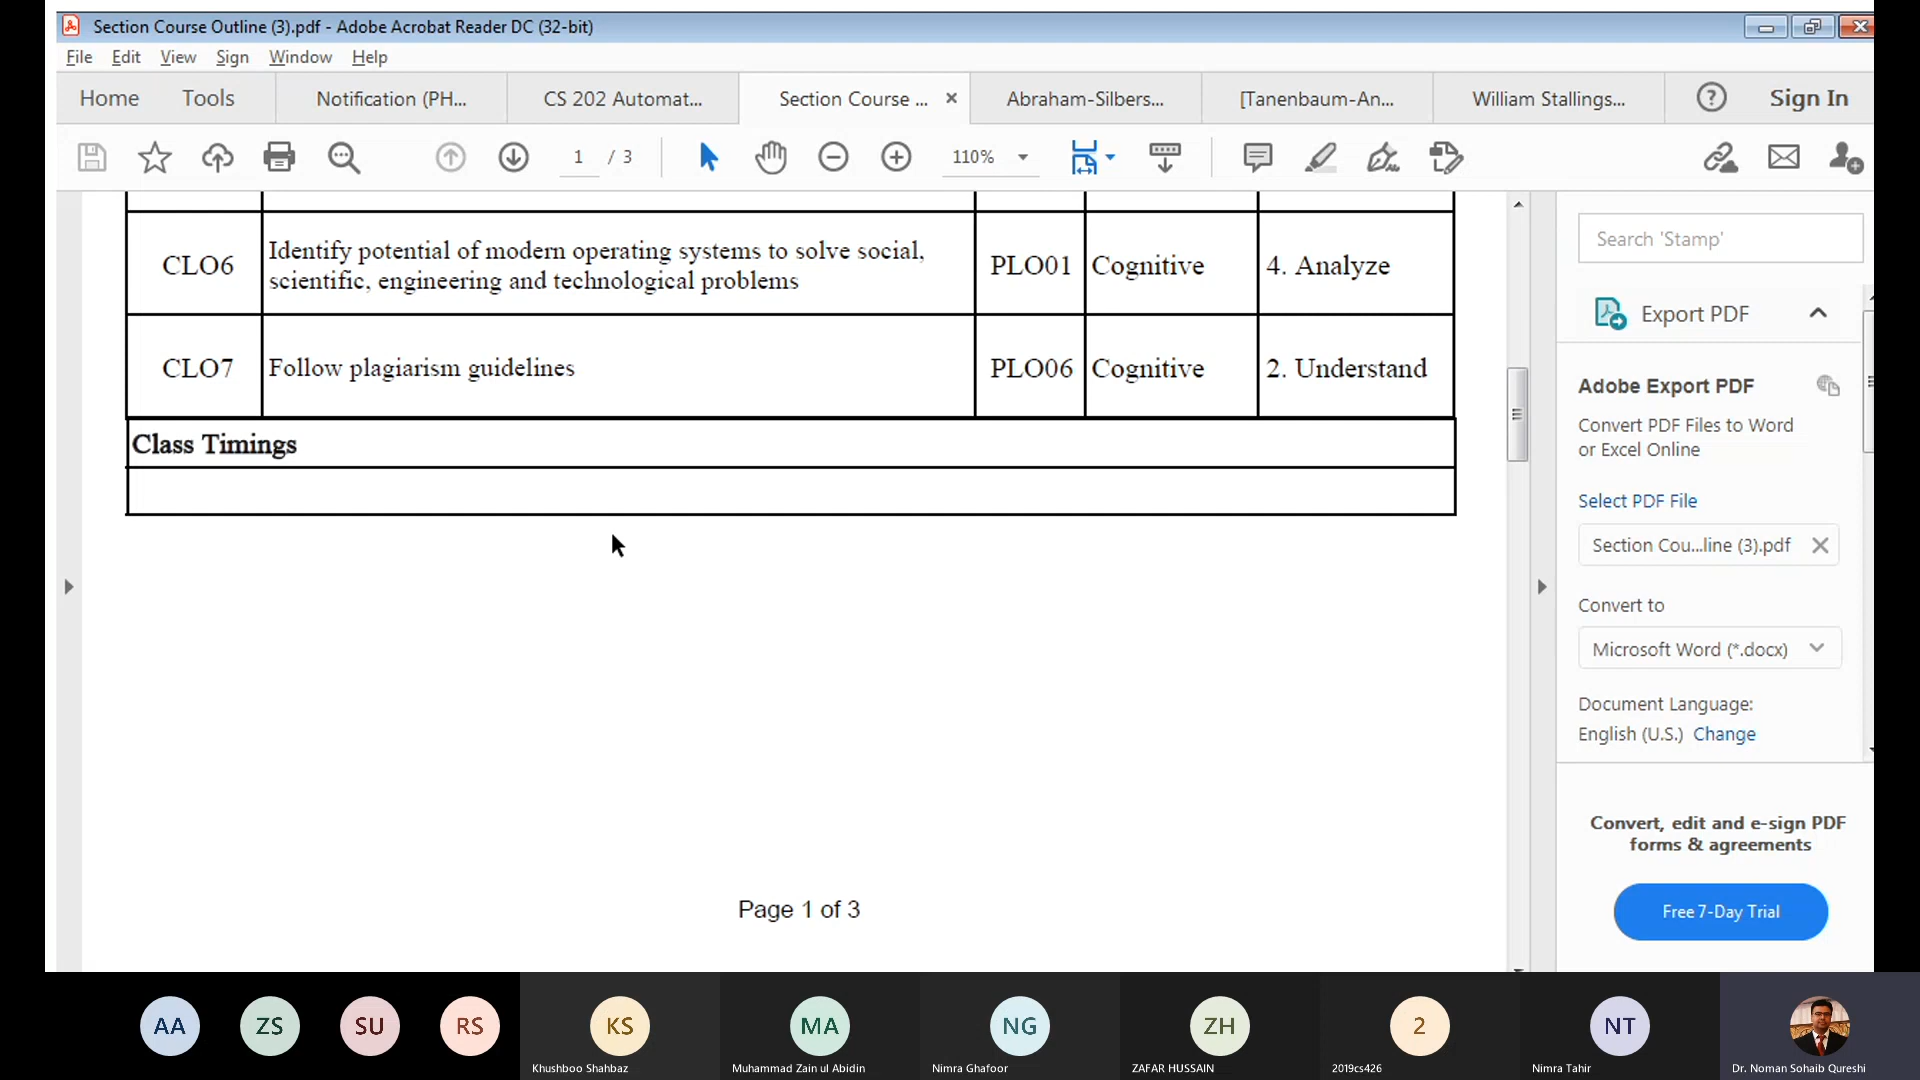 Section Course Outline (3).pdf - Adobe Acrobat Reader DC (32-bit)
File Edit View Sign Window Help
Home Tools Notification (PH... CS 202 Automat... Section Course ... Abraham-Silbers... [Tanenbaum-An... William Stallings... Sign In
1 / 3 110%
CLO6 Identify potential of modern operating systems to solve social,
scientific, engineering and technological problems PLO01 Cognitive 4. Analyze
CLO7 Follow plagiarism guidelines PLO06 Cognitive 2. Understand
Class Timings
Page 1 of 3
Search 'Stamp'
Export PDF
Adobe Export PDF
Convert PDF Files to Word
or Excel Online
Select PDF File
Section Cou...line (3).pdf
Convert to
Microsoft Word (*.docx)
Document Language:
English (U.S.) Change
Convert, edit and e-sign PDF
forms & agreements
Free 7-Day Trial
AA ZS SU RS KS MA NG ZH 2 NT
Khushboo Shahbaz Muhammad Zain ul Abidin Nimra Ghafoor ZAFAR HUSSAIN 2019cs426 Nimra Tahir Dr. Noman Sohaib Qureshi